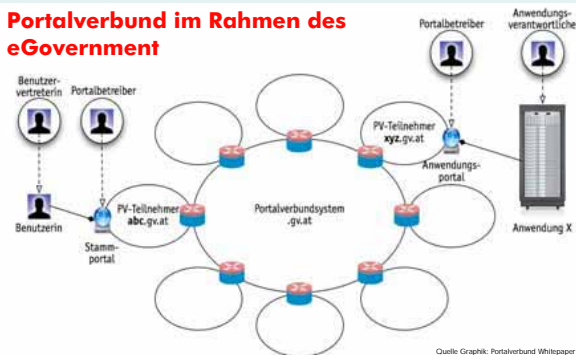 Portalverbund im Rahmen des
eGovernment
Benutzer-
vertreterin
Portalbetreiber
Benutzerin
Stamm-
portal
PV-Teilnehmer
abc.gv.at
Portalverbundsystem
.gv.at
PV-Teilnehmer
xyz.gv.at
Portalbetreiber
Anwendungs-
portal
Anwendungs-
verantwortliche
Anwendung X
Quelle Graphik: Portalverbund Whitepaper